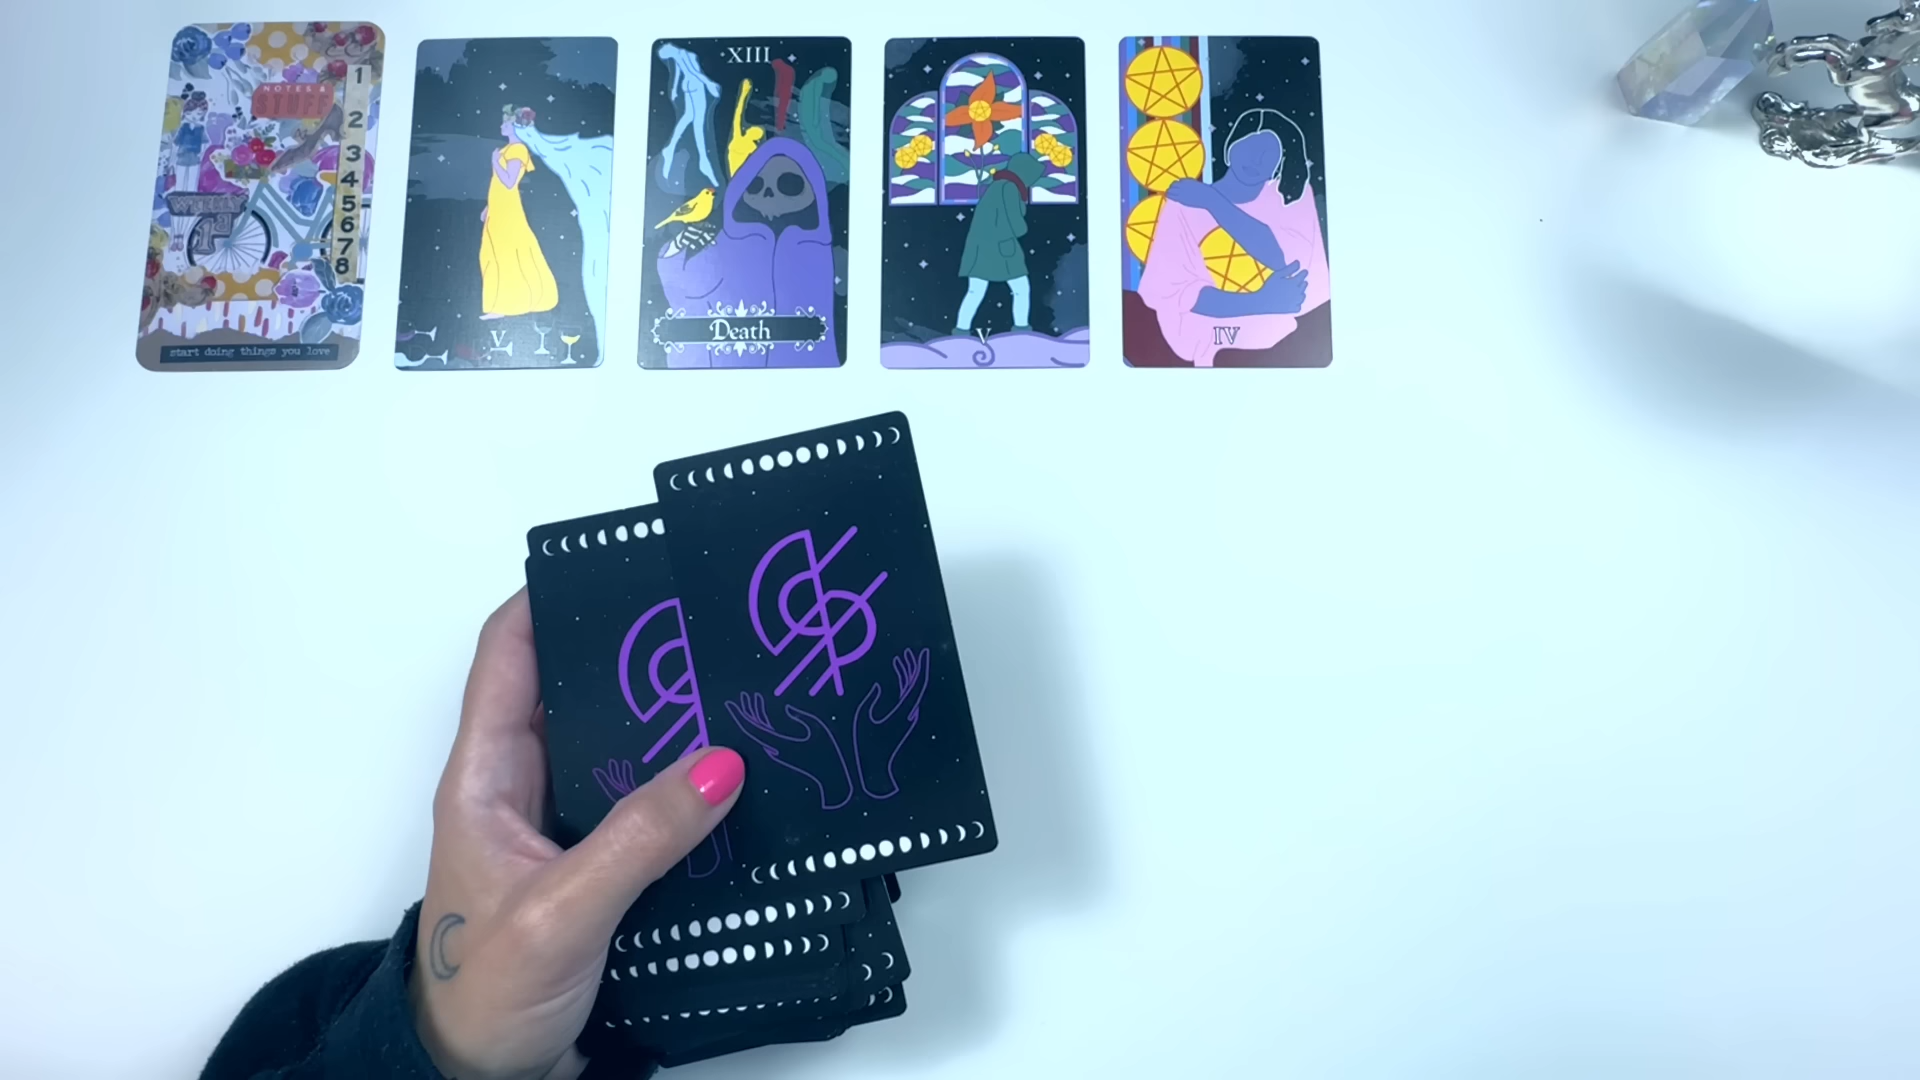 NOTES &
STUFF
1
2
3
4
5
6
7
8
start doing things you love
V
XIII
Death
V
IV